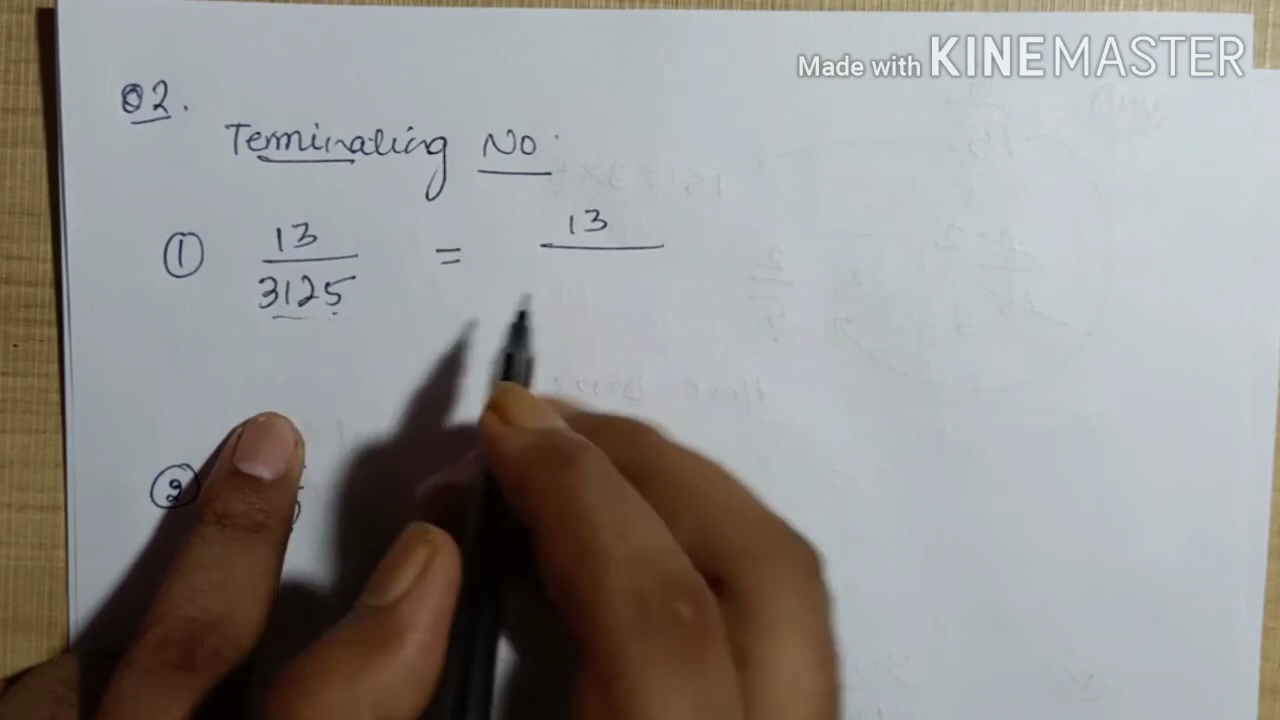 Made with KINEMASTER
Q2.
Terminating No.
① 13/3125 = 13
②